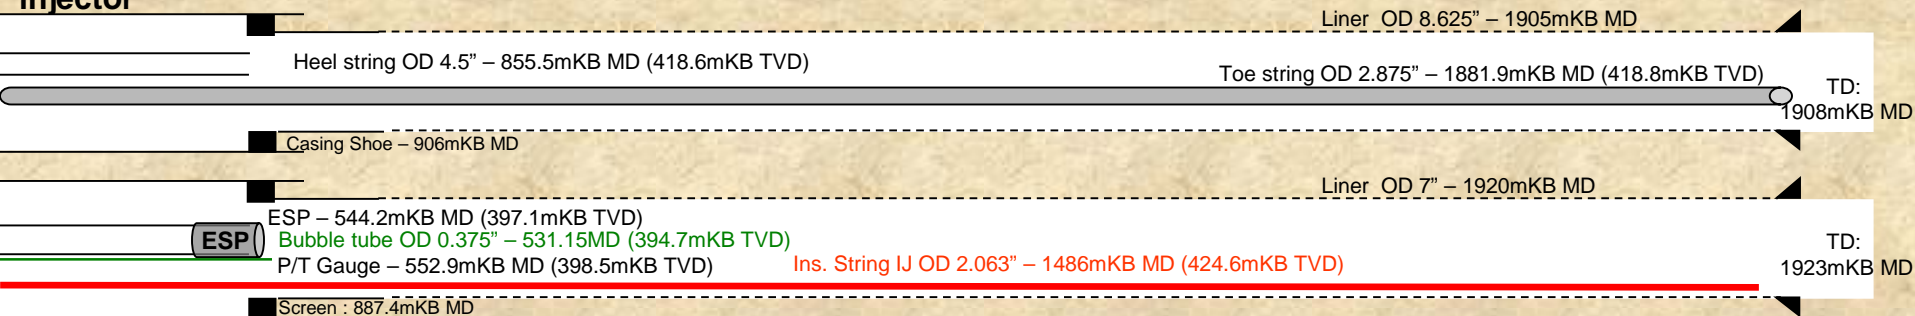 Injector
Liner OD 8.625” – 1905mKB MD
Heel string OD 4.5” – 855.5mKB MD (418.6mKB TVD)
Toe string OD 2.875” – 1881.9mKB MD (418.8mKB TVD)
TD:
1908mKB MD
Casing Shoe – 906mKB MD
Liner OD 7” – 1920mKB MD
ESP – 544.2mKB MD (397.1mKB TVD)
ESP
Bubble tube OD 0.375” – 531.15MD (394.7mKB TVD)
P/T Gauge – 552.9mKB MD (398.5mKB TVD)
Ins. String IJ OD 2.063” – 1486mKB MD (424.6mKB TVD)
TD:
1923mKB MD
Screen : 887.4mKB MD